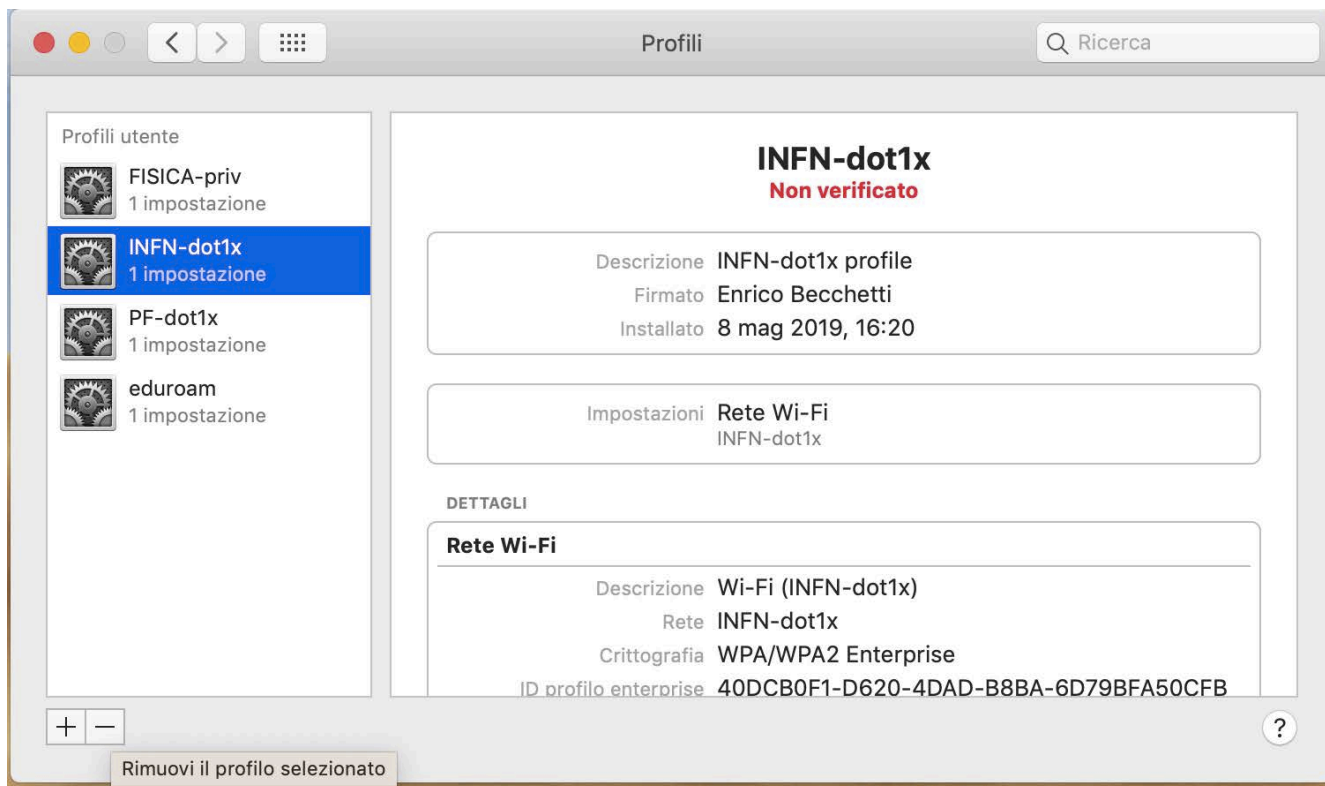 Profili
Ricerca
Profili utente
FISICA-priv
1 impostazione
INFN-dot1x
1 impostazione
PF-dot1x
1 impostazione
eduroam
1 impostazione
INFN-dot1x
Non verificato
Descrizione INFN-dot1x profile
Firmato Enrico Becchetti
Installato 8 mag 2019, 16:20
Impostazioni Rete Wi-Fi
INFN-dot1x
DETTAGLI
Rete Wi-Fi
Descrizione Wi-Fi (INFN-dot1x)
Rete INFN-dot1x
Crittografia WPA/WPA2 Enterprise
ID profilo enterprise 40DCB0F1-D620-4DAD-B8BA-6D79BFA50CFB
+ −
?
Rimuovi il profilo selezionato